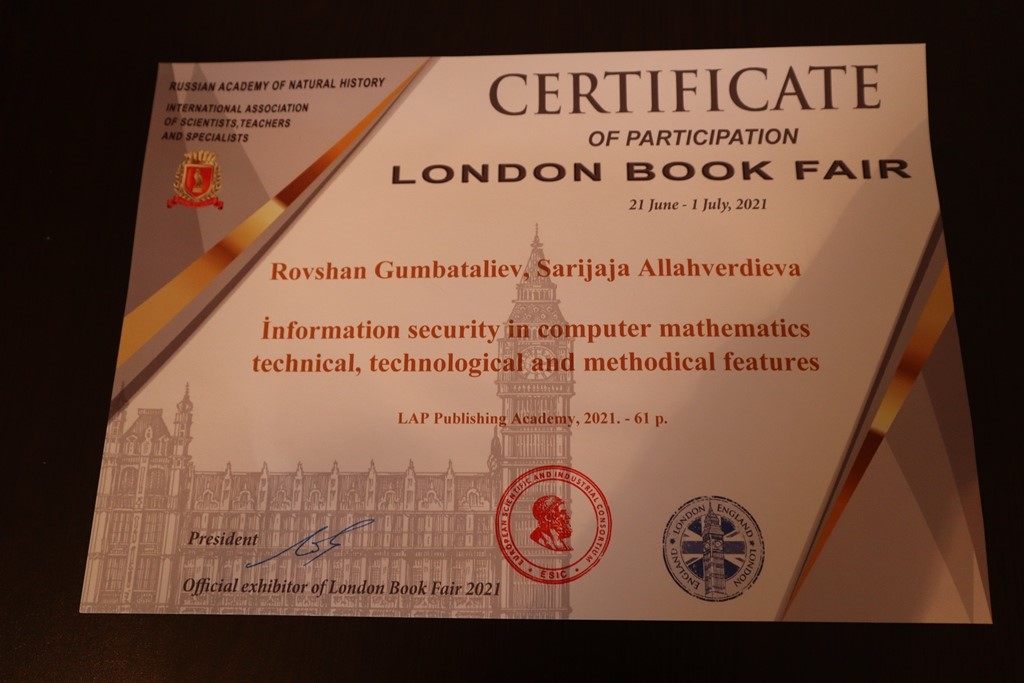 RUSSIAN ACADEMY OF NATURAL HISTORY
INTERNATIONAL ASSOCIATION
OF SCIENTISTS, TEACHERS
AND SPECIALISTS
CERTIFICATE
OF PARTICIPATION
LONDON BOOK FAIR
21 June - 1 July, 2021
Rovshan Gumbataliev, Sarijaja Allahverdieva
İnformation security in computer mathematics
technical, technological and methodical features
LAP Publishing Academy, 2021. - 61 p.
EUROPEAN SCIENTIFIC AND INDUSTRIAL CONSORTIUM
• ESIC •
LONDON ENGLAND
ENGLAND LONDON
President
Official exhibitor of London Book Fair 2021